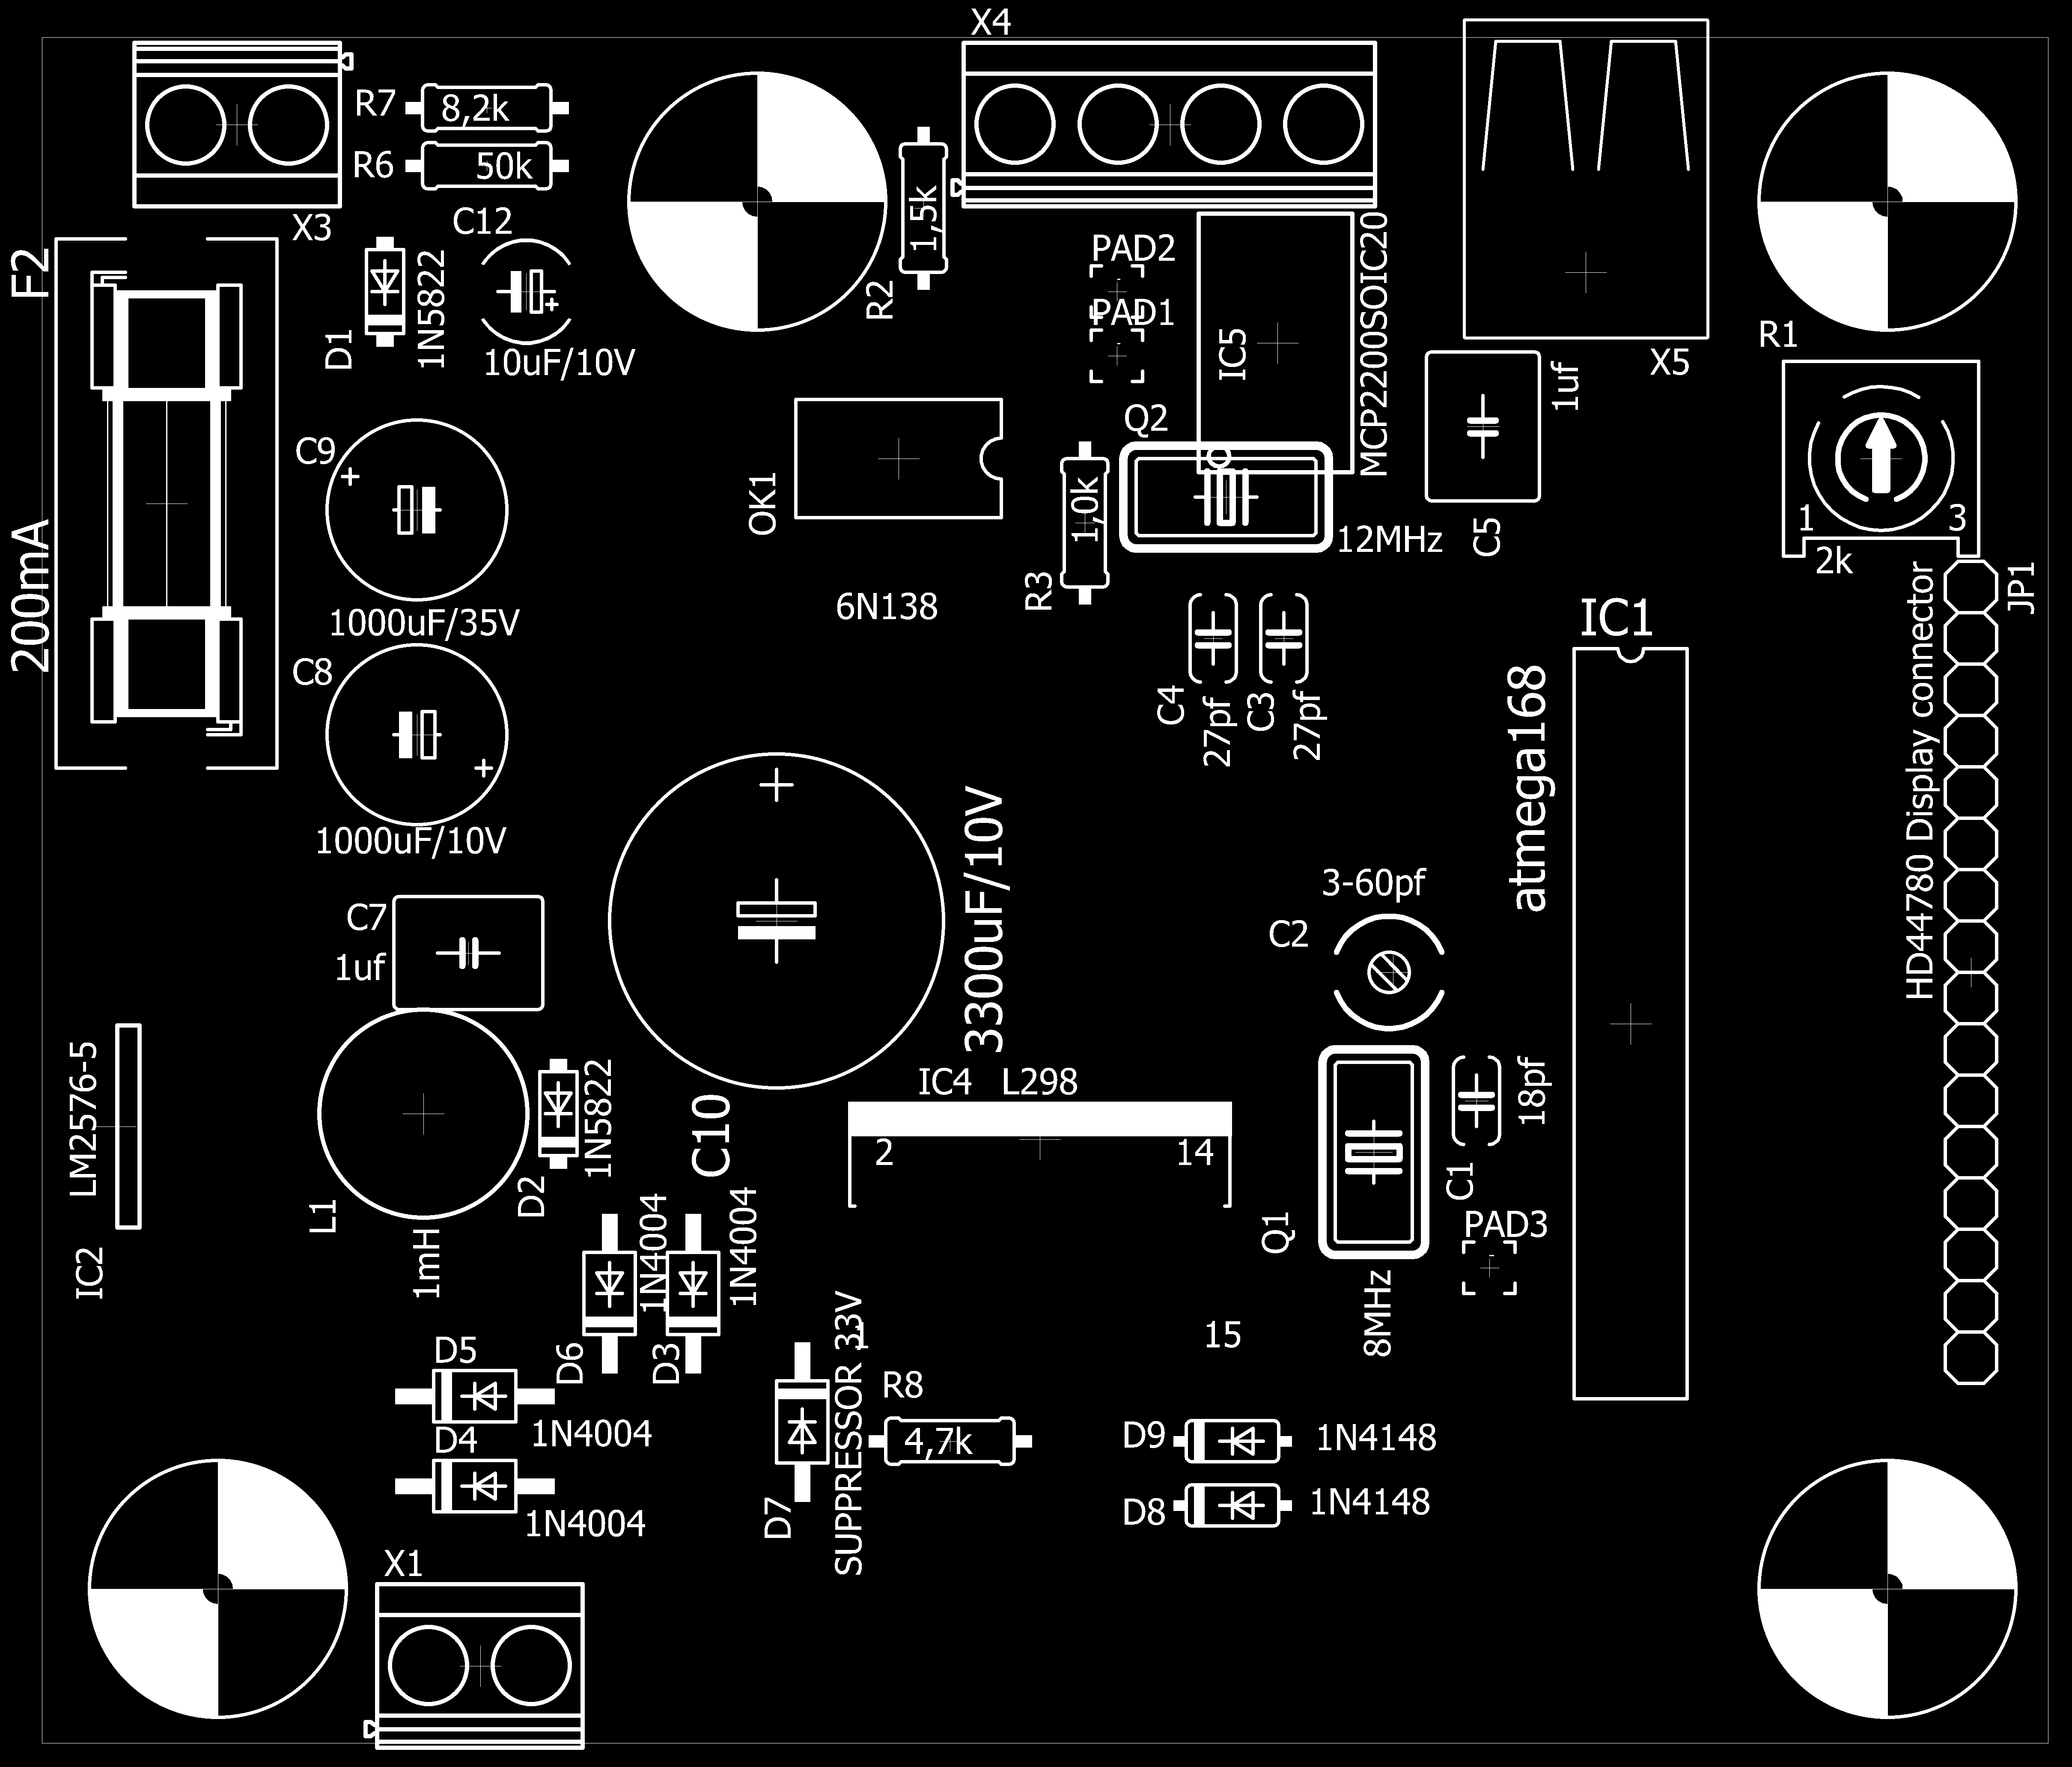 X4
X3
R7
8,2k
R6
50k
C12
10uF/10V
D1
1N5822
F2
200mA
R2
1,5k
PAD2
PAD1
IC5
MCP2200SOIC20
X5
R1
1
3
2k
C9
1000uF/35V
C8
1000uF/10V
OK1
6N138
R3
1,0k
Q2
12MHz
1uf
C5
C4
27pf
C3
27pf
IC1
atmega168
JP1
HD44780 Display connector
C7
1uf
3300uF/10V
C10
3-60pf
C2
LM2576-5
IC2
L1
1mH
D2
1N5822
IC4 L298
2
14
1
15
Q1
8MHz
C1
18pf
PAD3
D6
1N4004
D3
1N4004
D5
1N4004
D4
1N4004
D7
SUPPRESSOR 33V
R8
4,7k
D9
1N4148
D8
1N4148
X1